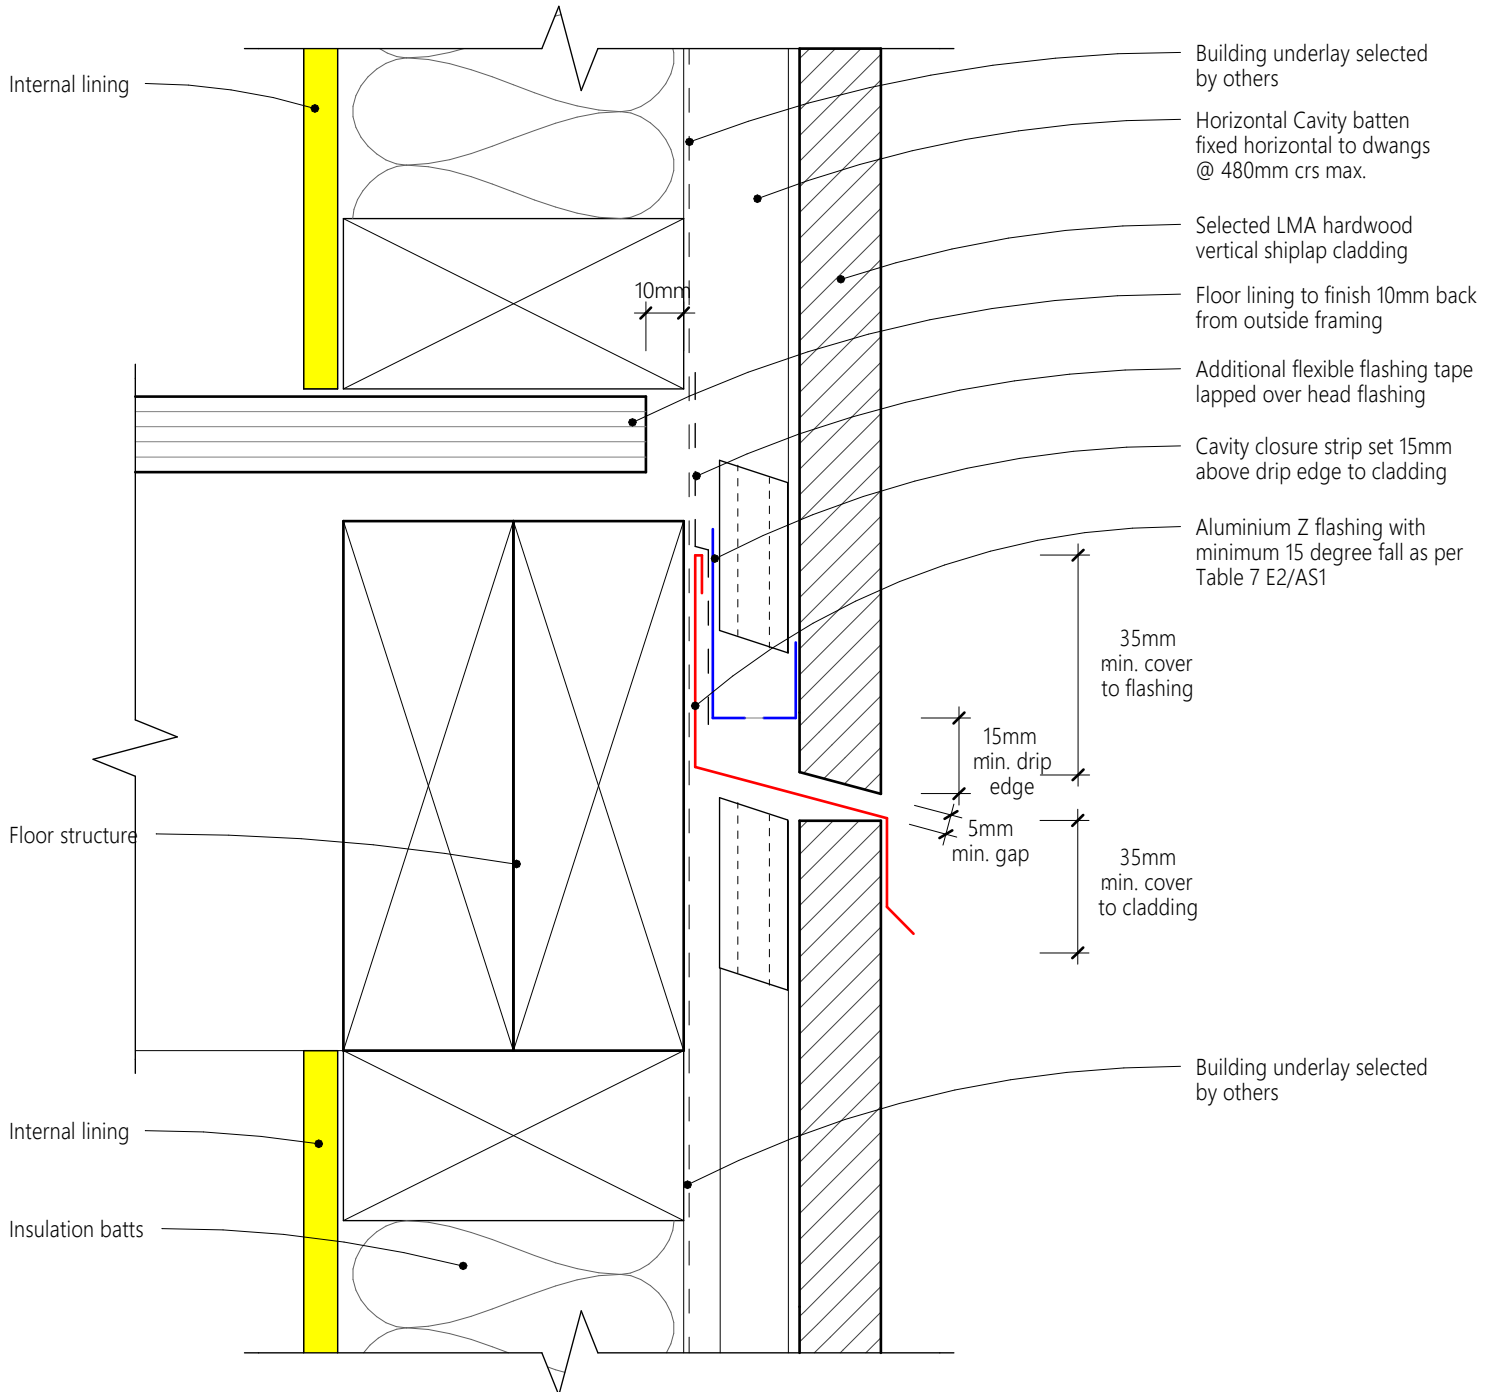 Internal lining
Building underlay selected
by others
Horizontal Cavity batten
fixed horizontal to dwangs
@ 480mm crs max.
Selected LMA hardwood
vertical shiplap cladding
10mm
Floor lining to finish 10mm back
from outside framing
Additional flexible flashing tape
lapped over head flashing
Cavity closure strip set 15mm
above drip edge to cladding
Aluminium Z flashing with
minimum 15 degree fall as per
Table 7 E2/AS1
35mm
min. cover
to flashing
15mm
min. drip
edge
5mm
min. gap
35mm
min. cover
to cladding
Floor structure
Building underlay selected
by others
Internal lining
Insulation batts